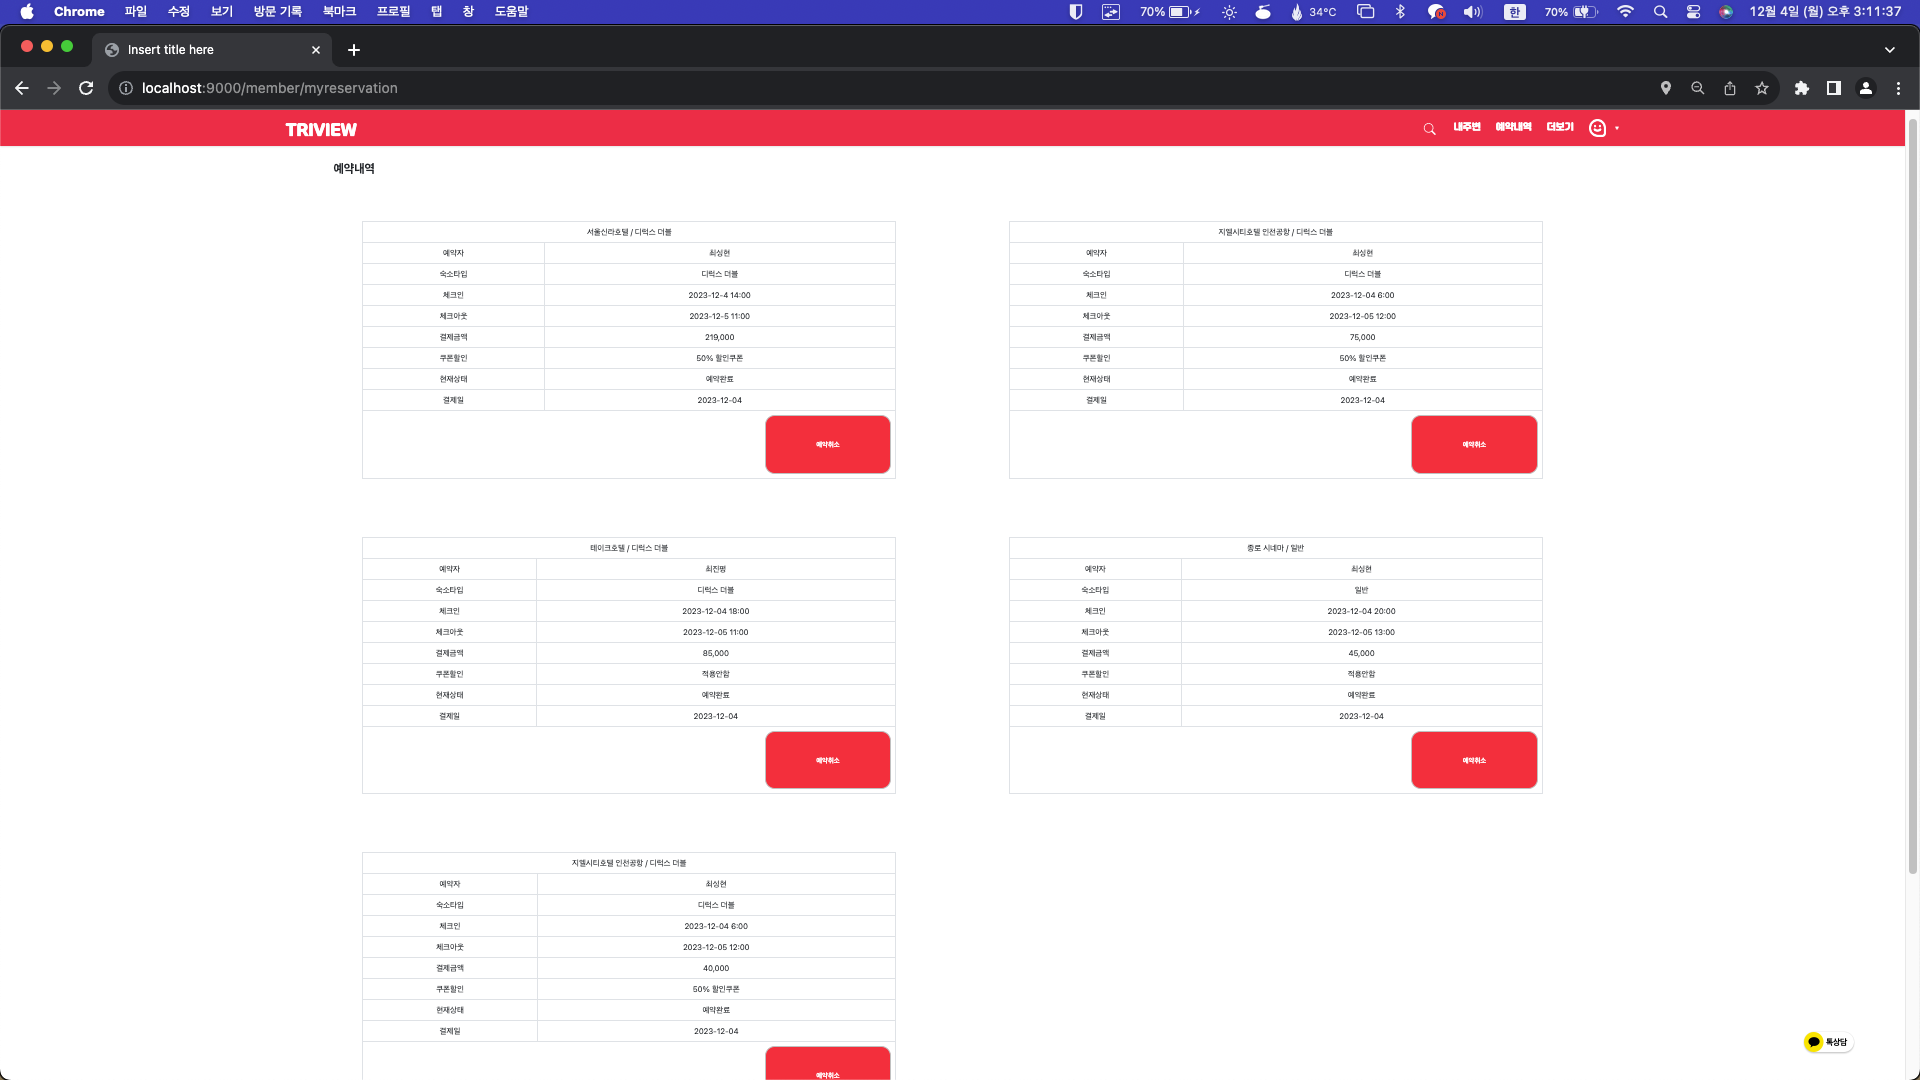 Chrome 파일 수정 보기 방문 기록 북마크 프로필 탭 창 도움말 70% 34°C 한 70% 12월 4일 (월) 오후 3:11:37
Insert title here
localhost:9000/member/myreservation
TRIVIEW 내주변 예약내역 더보기
예약내역
서울신라호텔 / 디럭스 더블
예약자 최성현
숙소타입 디럭스 더블
체크인 2023-12-4 14:00
체크아웃 2023-12-5 11:00
결제금액 219,000
쿠폰할인 50% 할인쿠폰
현재상태 예약완료
결제일 2023-12-04
예약취소
지엘시티호텔 인천공항 / 디럭스 더블
예약자 최성현
숙소타입 디럭스 더블
체크인 2023-12-04 6:00
체크아웃 2023-12-05 12:00
결제금액 75,000
쿠폰할인 50% 할인쿠폰
현재상태 예약완료
결제일 2023-12-04
예약취소
테이크호텔 / 디럭스 더블
예약자 최진평
숙소타입 디럭스 더블
체크인 2023-12-04 18:00
체크아웃 2023-12-05 11:00
결제금액 85,000
쿠폰할인 적용안함
현재상태 예약완료
결제일 2023-12-04
예약취소
종로 시네마 / 일반
예약자 최성현
숙소타입 일반
체크인 2023-12-04 20:00
체크아웃 2023-12-05 13:00
결제금액 45,000
쿠폰할인 적용안함
현재상태 예약완료
결제일 2023-12-04
예약취소
지엘시티호텔 인천공항 / 디럭스 더블
예약자 최성현
숙소타입 디럭스 더블
체크인 2023-12-04 6:00
체크아웃 2023-12-05 12:00
결제금액 40,000
쿠폰할인 50% 할인쿠폰
현재상태 예약완료
결제일 2023-12-04
예약취소
톡상담